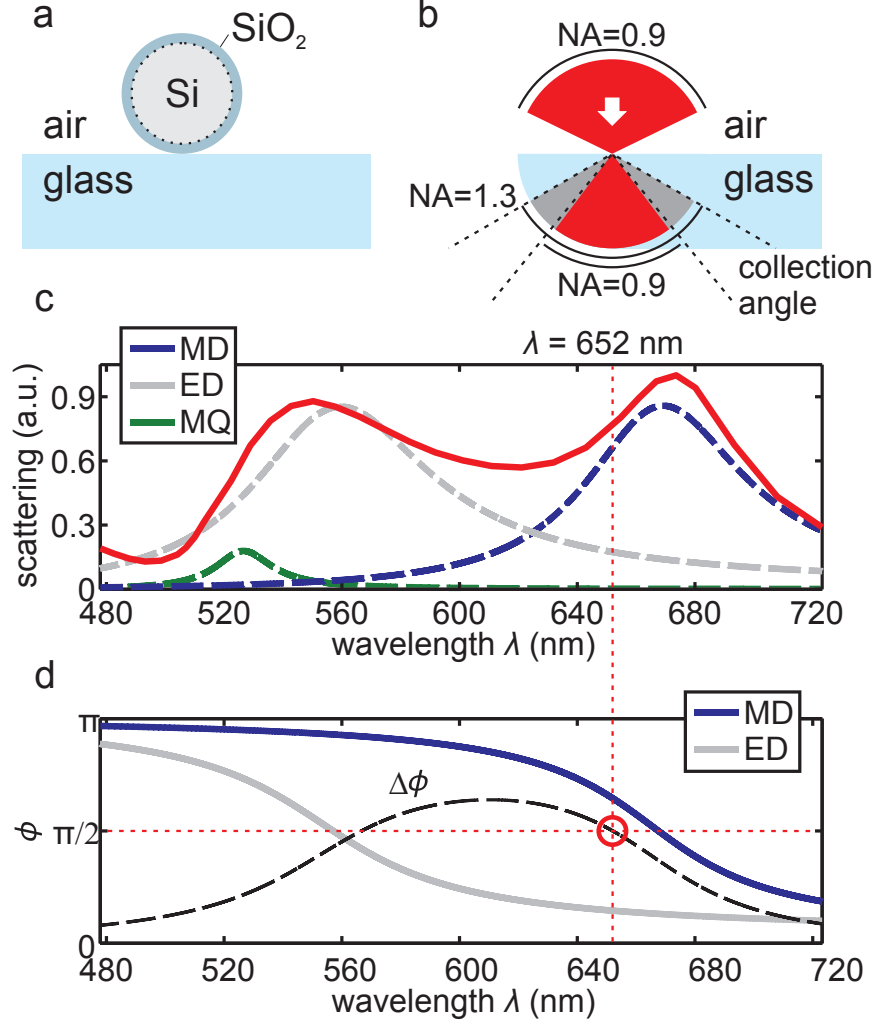 a
SiO₂
Si
air
glass
b
NA=0.9
air
glass
NA=1.3
NA=0.9
collection
angle
c
λ = 652 nm
MD
ED
MQ
scattering (a.u.)
0.9
0.6
0.3
0
480 520 560 600 640 680 720
wavelength λ (nm)
d
MD
ED
Δϕ
ϕ
π
π/2
0
480 520 560 600 640 680 720
wavelength λ (nm)